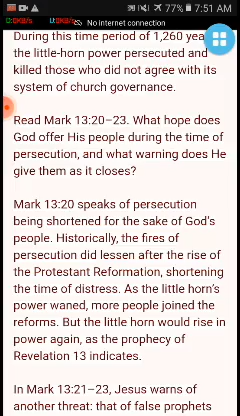 77% 7:51 AM
0:0KB/s U:0KB/s No internet connection
During this time period of 1,260 yea
the little-horn power persecuted and
killed those who did not agree with its
system of church governance.
Read Mark 13:20–23. What hope does
God offer His people during the time of
persecution, and what warning does He
give them as it closes?
Mark 13:20 speaks of persecution
being shortened for the sake of God's
people. Historically, the fires of
persecution did lessen after the rise of
the Protestant Reformation, shortening
the time of distress. As the little horn's
power waned, more people joined the
reforms. But the little horn would rise in
power again, as the prophecy of
Revelation 13 indicates.
In Mark 13:21–23, Jesus warns of
another threat: that of false prophets